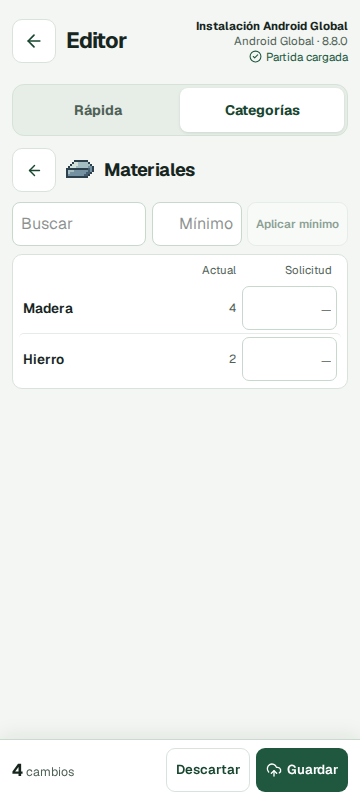 Editor
Instalación Android Global
Android Global · 8.8.0
Partida cargada
Rápida
Categorías
Materiales
Buscar
Mínimo
Aplicar mínimo
Actual
Solicitud
Madera
4
—
Hierro
2
—
4 cambios
Descartar
Guardar